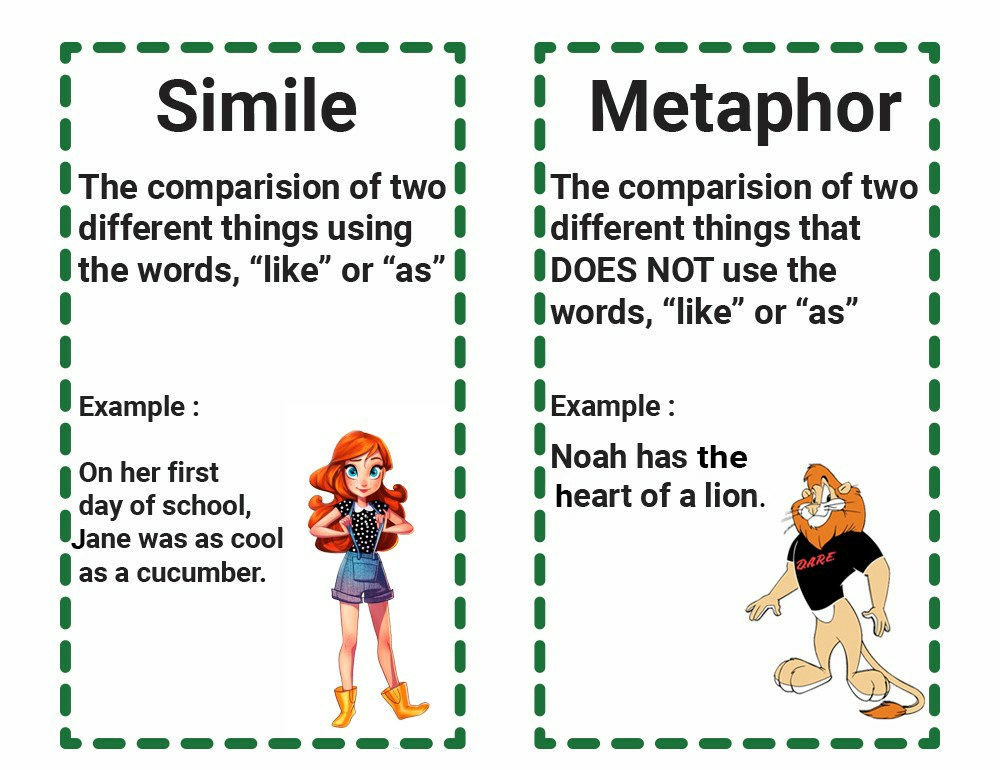 Simile
The comparision of two
different things using
the words, “like” or “as”
Example :
On her first
day of school,
Jane was as cool
as a cucumber.
Metaphor
The comparision of two
different things that
DOES NOT use the
words, “like” or “as”
Example :
Noah has the
heart of a lion.
DARE